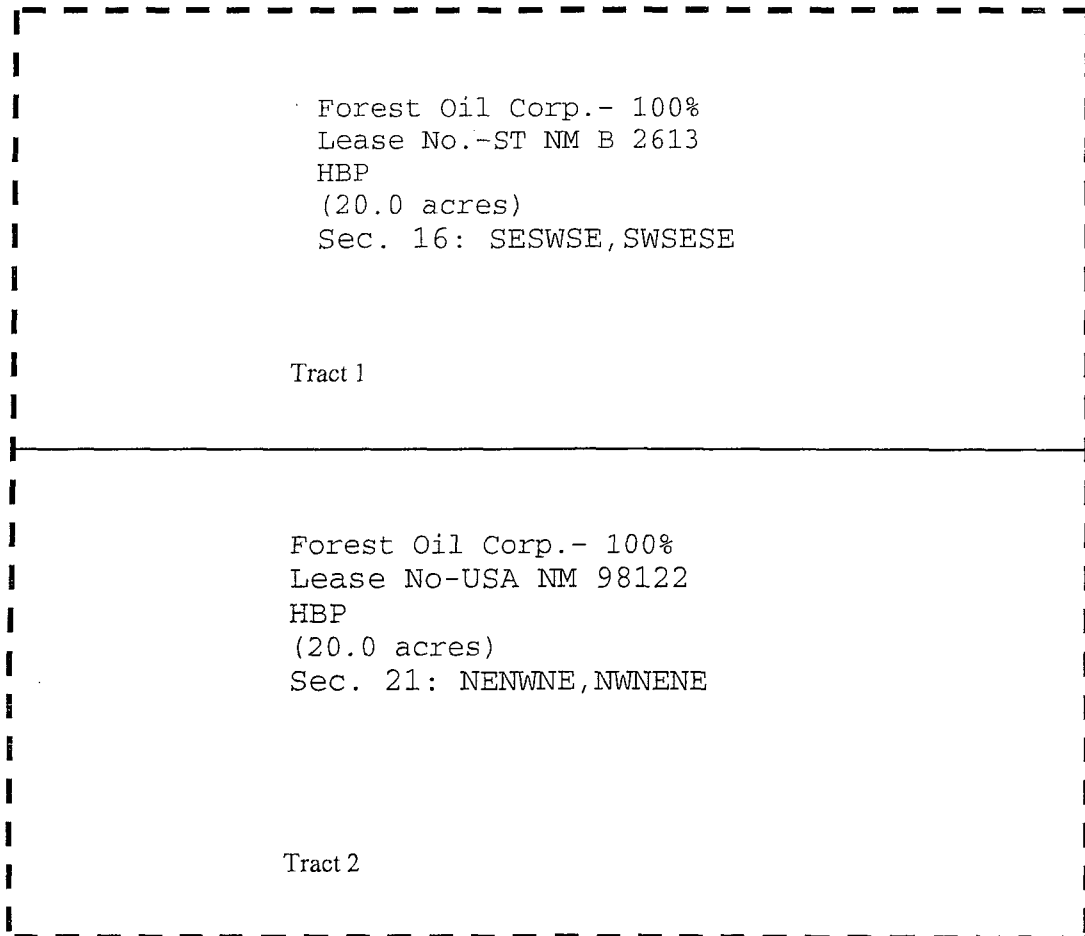 Forest Oil Corp.- 100%
Lease No.-ST NM B 2613
HBP
(20.0 acres)
Sec. 16: SESWSE,SWSESE
Tract 1
Forest Oil Corp.- 100%
Lease No-USA NM 98122
HBP
(20.0 acres)
Sec. 21: NENWNE,NWNENE
Tract 2